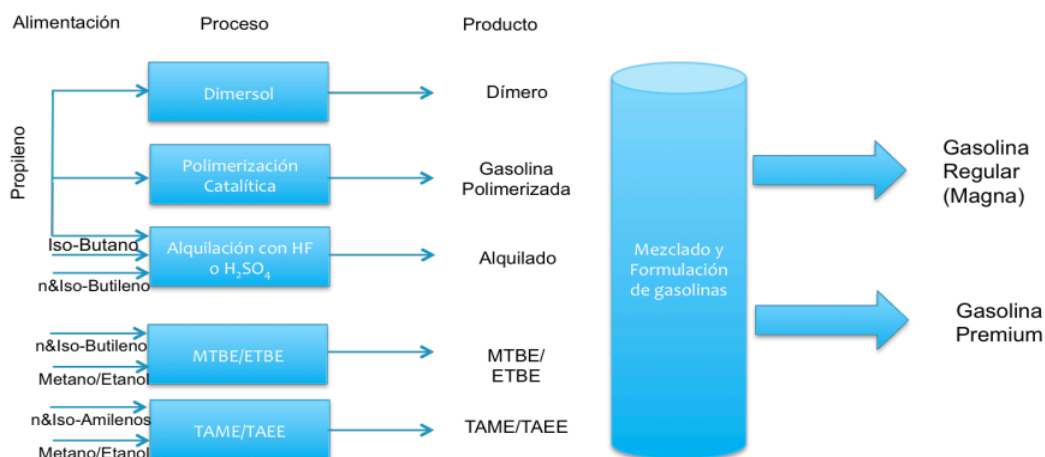 Alimentación
Proceso
Producto
Propileno
Dimersol
Dímero
Polimerización
Catalítica
Gasolina
Polimerizada
Iso-Butano
n&Iso-Butileno
Alquilación con HF
o H₂SO₄
Alquilado
n&Iso-Butileno
Metano/Etanol
MTBE/ETBE
MTBE/
ETBE
n&Iso-Amilenos
Metano/Etanol
TAME/TAEE
TAME/TAEE
Mezclado y
Formulación
de gasolinas
Gasolina
Regular
(Magna)
Gasolina
Premium